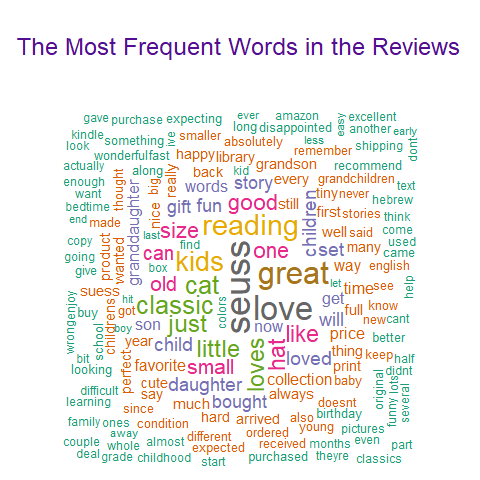 The Most Frequent Words in the Reviews
gave purchase expecting ever amazon easy excellent
kindle something ive smaller long disappointed less another early
look wonderful fast absolutely remember shipping dont
actually along happy library grandson recommend
enough thought big really back kid every grandchildren text
want nice words story tiny never hebrew
bedtime granddaughter gift fun good still children first stories think
end made last size reading well said come
copy product wanted can find one cset many used
going box kids seuss great way english came
give suess old cat let time see help
wrong enjoy buy childrens hit got classic colors love get full know
school boy son just now will new cant
bit year child little hat like price
looking perfect favorite loves loved thing keep half
difficult cute small print didnt
learning say daughter collection baby original funny lots several
since much bought always doesnt
family ones condition hard arrived also birthday
couple away different ordered young pictures
deal whole almost expected received months even part
grade childhood start purchased theyre classics